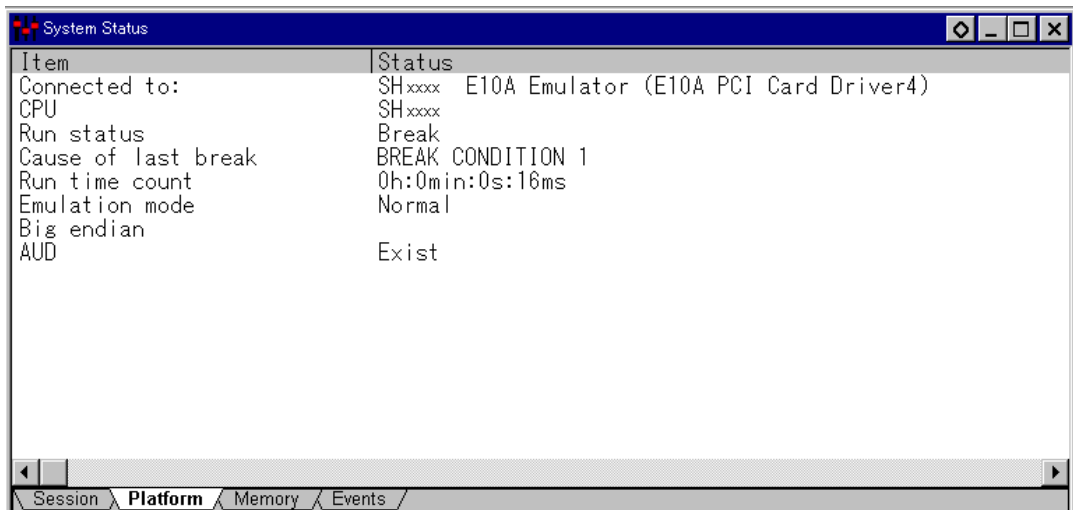 System Status
Item Status
Connected to: SHxxxx E10A Emulator (E10A PCI Card Driver4)
CPU SHxxxx
Run status Break
Cause of last break BREAK CONDITION 1
Run time count 0h:0min:0s:16ms
Emulation mode Normal
Big endian
AUD Exist
Session Platform Memory Events